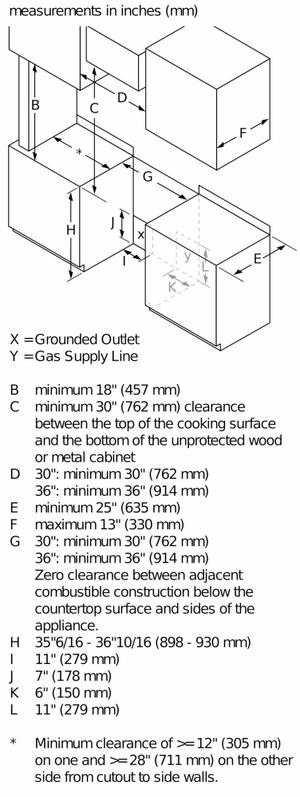 measurements in inches (mm)
B
C
D
F
*
G
H
J
X
I
y
L
K
E
X = Grounded Outlet
Y = Gas Supply Line
B minimum 18" (457 mm)
C minimum 30" (762 mm) clearance
between the top of the cooking surface
and the bottom of the unprotected wood
or metal cabinet
D 30": minimum 30" (762 mm)
36": minimum 36" (914 mm)
E minimum 25" (635 mm)
F maximum 13" (330 mm)
G 30": minimum 30" (762 mm)
36": minimum 36" (914 mm)
Zero clearance between adjacent
combustible construction below the
countertop surface and sides of the
appliance.
H 35"6/16 - 36"10/16 (898 - 930 mm)
I 11" (279 mm)
J 7" (178 mm)
K 6" (150 mm)
L 11" (279 mm)
* Minimum clearance of >= 12" (305 mm)
on one and >= 28" (711 mm) on the other
side from cutout to side walls.